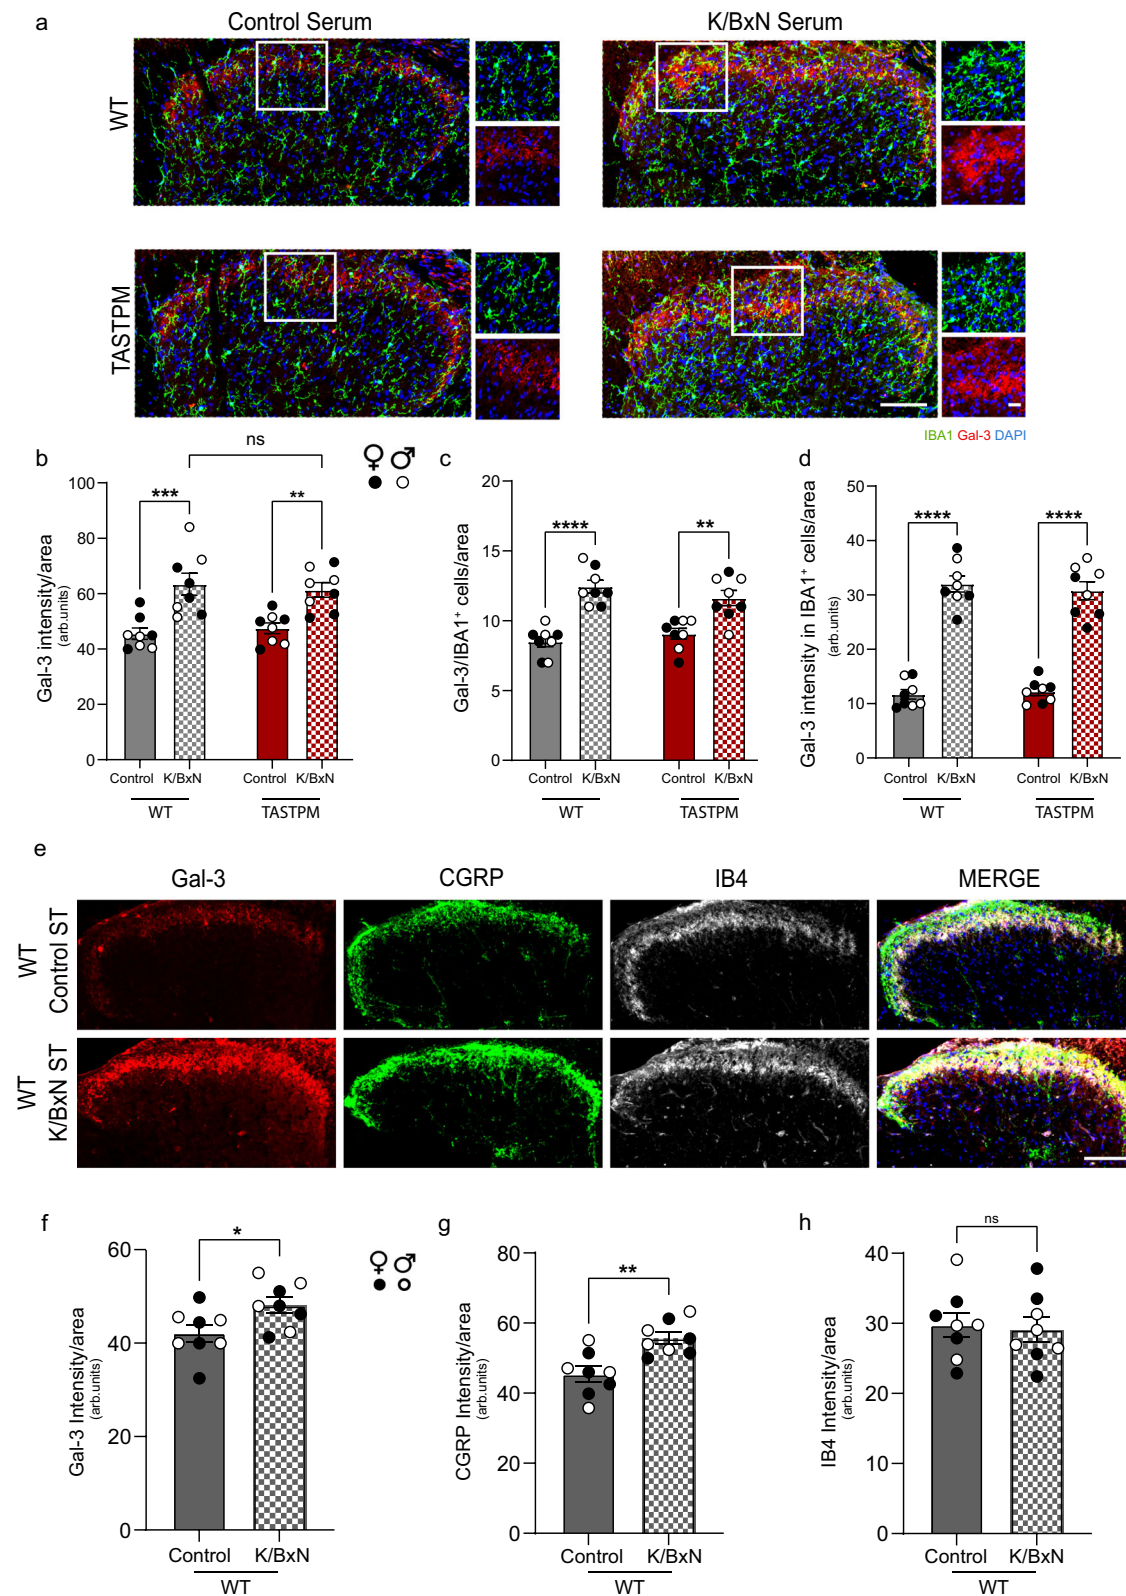 a
Control Serum
K/BxN Serum
WT
TASTPM
IBA1 Gal-3 DAPI
b
ns
***
**
♀ ♂
Gal-3 intensity/area
(arb.units)
100
80
60
40
20
0
Control K/BxN Control K/BxN
WT TASTPM
c
****
**
Gal-3/IBA1⁺ cells/area
20
15
10
5
0
Control K/BxN Control K/BxN
WT TASTPM
d
****
****
Gal-3 intensity in IBA1⁺ cells/area
(arb.units)
50
40
30
20
10
0
Control K/BxN Control K/BxN
WT TASTPM
e
Gal-3 CGRP IB4 MERGE
WT
Control ST
WT
K/BxN ST
f
*
♀ ♂
Gal-3 Intensity/area
(arb.units)
60
40
20
0
Control K/BxN
WT
g
**
CGRP Intensity/area
(arb.units)
80
60
40
20
0
Control K/BxN
WT
h
ns
IB4 Intensity/area
(arb.units)
40
30
20
10
0
Control K/BxN
WT